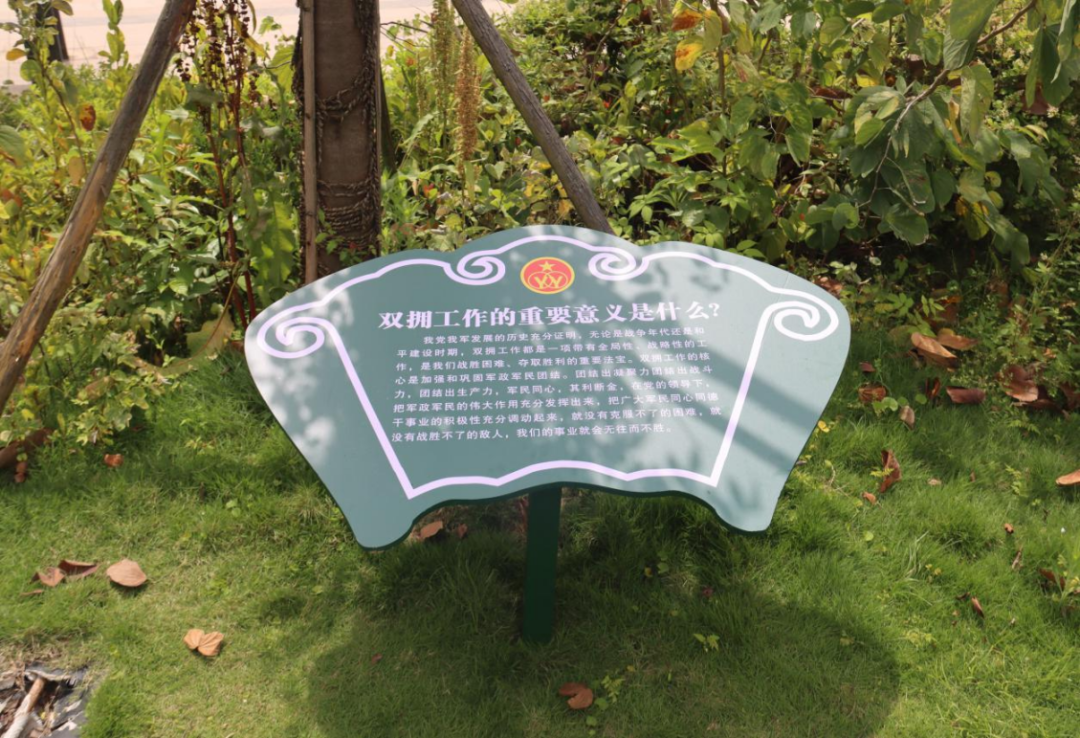 双拥工作的重要意义是什么?
我党我军发展的历史充分证明，无论是战争年代还是和
平建设时期，双拥工作都是一项带有全局性、战略性的工
作，是我们战胜困难、夺取胜利的重要法宝。双拥工作的核
心是加强和巩固军政军民团结。团结出凝聚力团结出战斗
力，团结出生产力，军民同心，其利断金，在党的领导下，
把军政军民的伟大作用充分发挥出来，把广大军民同心同德
干事业的积极性充分调动起来，就没有克服不了的困难，就
没有战胜不了的敌人，我们的事业就会无往而不胜。